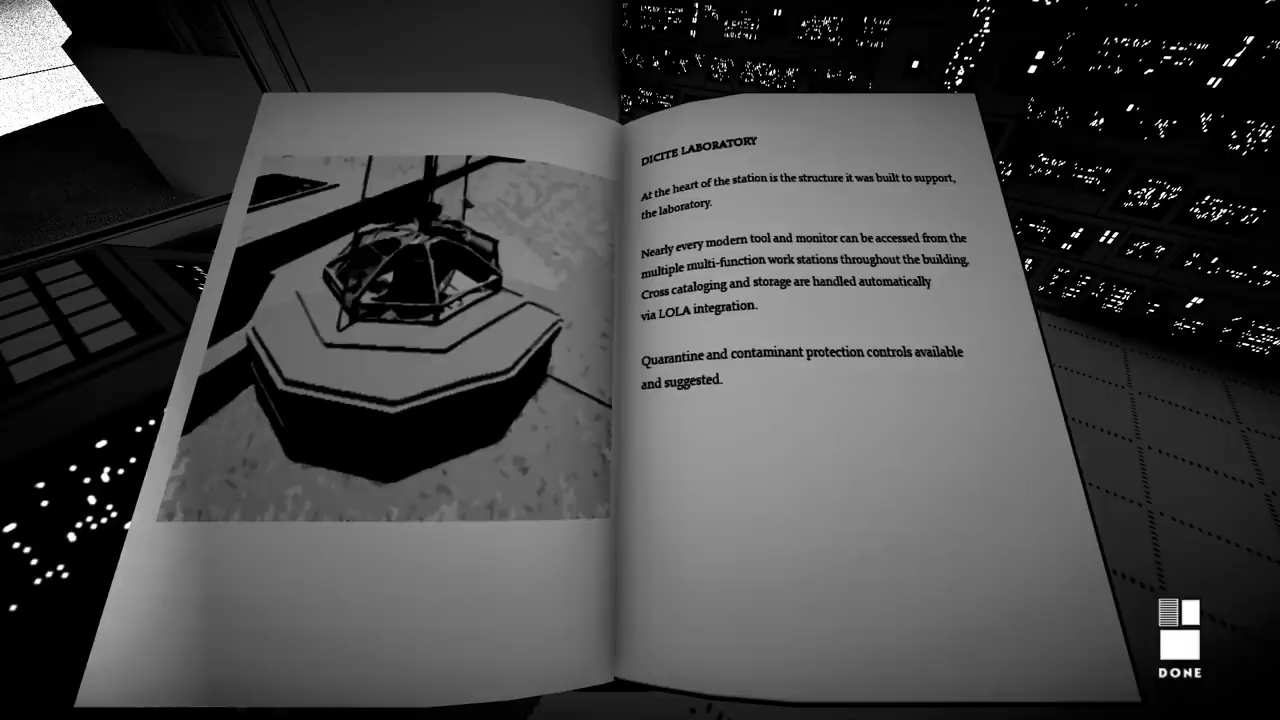 DICITE LABORATORY
At the heart of the station is the structure it was built to support,
the laboratory.
Nearly every modern tool and monitor can be accessed from the
multiple multi-function work stations throughout the building.
Cross cataloging and storage are handled automatically
via LOLA integration.
Quarantine and contaminant protection controls available
and suggested.
DONE